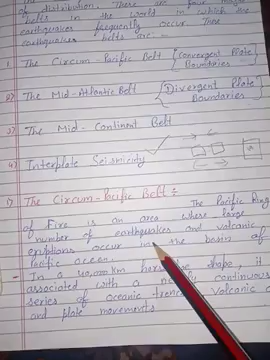 of distribution. There are four major
belts in the world in which the
earthquakes frequently occur. These
earthquakes belts are -
1 The Circum-Pacific Belt [Convergent Plate Boundaries
2) The Mid-Atlantic Belt [Divergent Plate Boundaries
3) The Mid-Continent Belt
4) Interplate Seismicity
1) The Circum-Pacific Belt :
The Pacific Ring
of Fire is an area where large
number of earthquakes and volcanic
eruptions occur in the basin of
Pacific Ocean.
- In a 40,000 km horseshoe shape, it
associated with a nearly continuous
series of oceanic trench, Volcanic
and plate movements